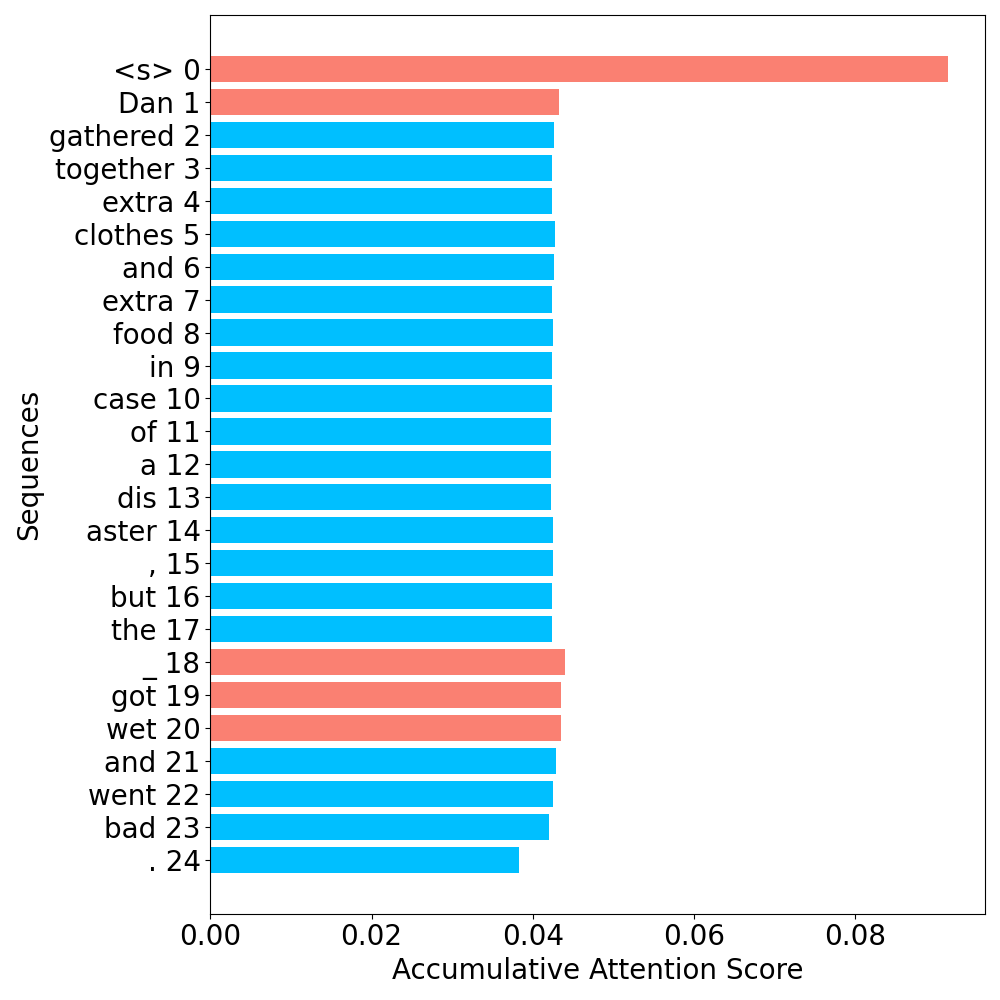 <s> 0
Dan 1
gathered 2
together 3
extra 4
clothes 5
and 6
extra 7
food 8
in 9
case 10
of 11
a 12
dis 13
aster 14
, 15
but 16
the 17
_ 18
got 19
wet 20
and 21
went 22
bad 23
. 24
Sequences
0.00 0.02 0.04 0.06 0.08
Accumulative Attention Score